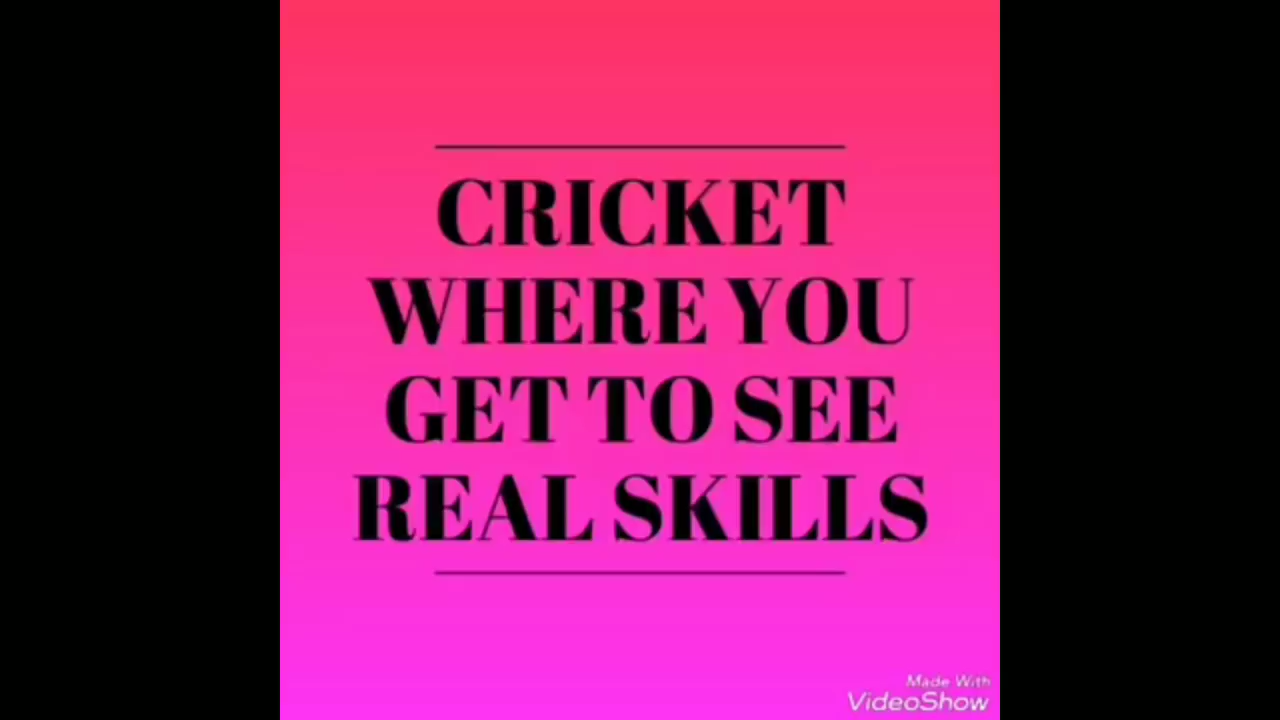 CRICKET
WHERE YOU
GET TO SEE
REAL SKILLS
Made With
VideoShow